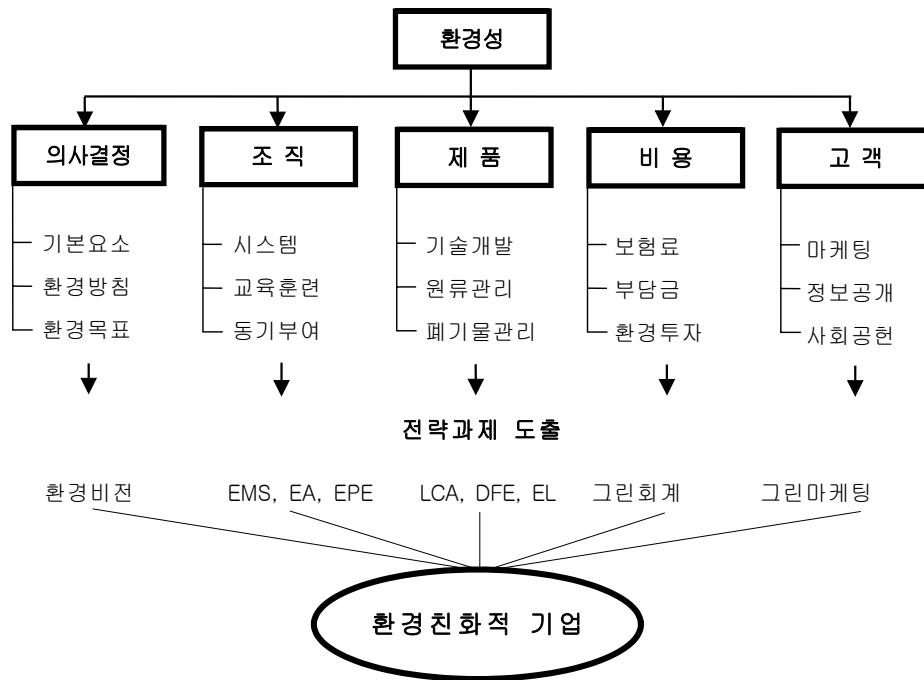 환경성
의사결정
조 직
제 품
비 용
고 객
기본요소
환경방침
환경목표
시스템
교육훈련
동기부여
기술개발
원류관리
폐기물관리
보험료
부담금
환경투자
마케팅
정보공개
사회공헌
전략과제 도출
환경비전
EMS, EA, EPE
LCA, DFE, EL
그린회계
그린마케팅
환경친화적 기업